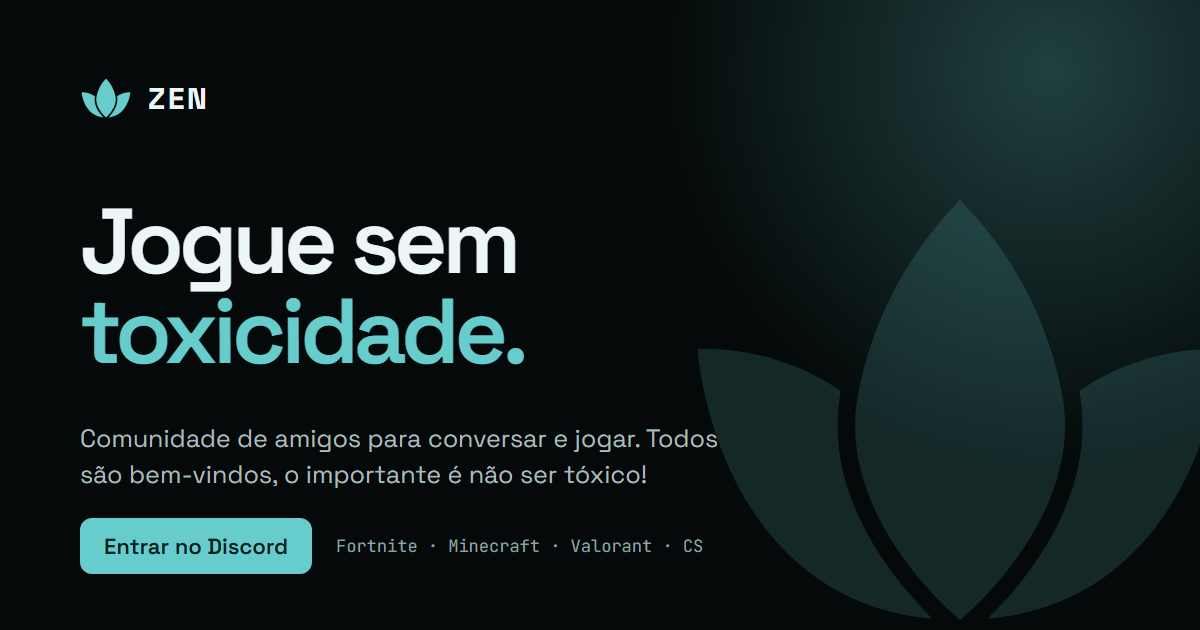 ZEN
Jogue sem
toxicidade.
Comunidade de amigos para conversar e jogar. Todos
são bem-vindos, o importante é não ser tóxico!
Entrar no Discord
Fortnite · Minecraft · Valorant · CS